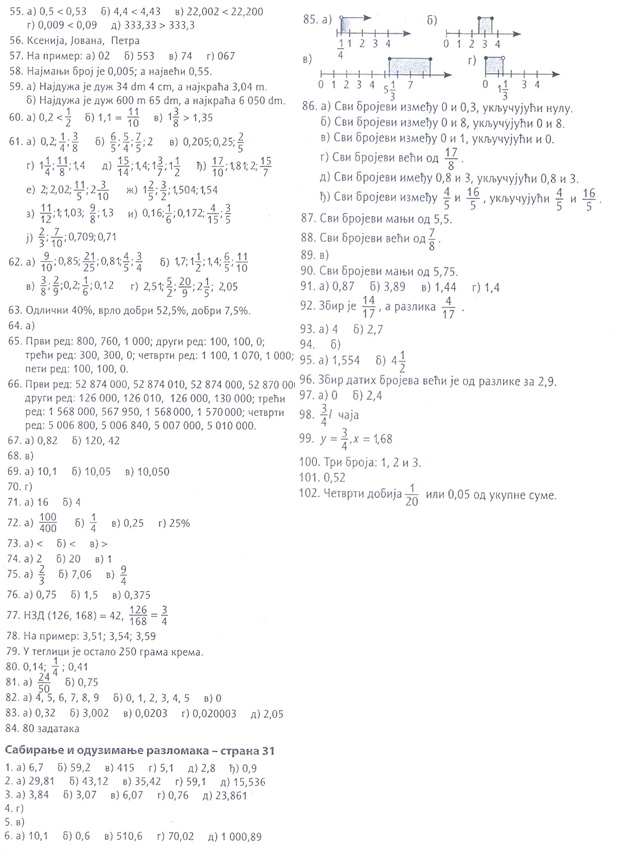 55. а) 0,5 < 0,53 б) 4,4 < 4,43 в) 22,002 < 22,200
г) 0,009 < 0,09 д) 333,33 > 333,3
56. Ксенија, Јована, Петра
57. На пример: а) 02 б) 553 в) 74 г) 067
58. Најмањи број је 0,005; а највећи 0,55.
59. а) Најдужа је дуж 34 dm 4 cm, а најкраћа 3,04 m.
б) Најдужа је дуж 600 m 65 dm, а најкраћа 6 050 dm.
60. а) 0,2 < 1/2 б) 1,1 = 11/10 в) 1 3/8 > 1,35
61. а) 0,2; 1/4; 3/8 б) 6/5; 5/4; 7/5; 2 в) 0,205; 0,25; 2/5
г) 1 1/4; 11/8; 1,4 д) 15/14; 1,4; 1 3/7; 1 1/2 ђ) 17/10; 1,81; 2; 15/7
е) 2; 2,02; 11/5; 2 3/10 ж) 1 2/5; 3/2; 1,504; 1,54
з) 11/12; 1; 1,03; 9/8; 1,3 и) 0,16; 1/6; 0,172; 4/15; 3/5
ј) 2/3; 7/10; 0,709; 0,71
62. а) 9/10; 0,85; 21/25; 0,81; 4/5; 3/4 б) 1,7; 1 1/2; 1,4; 6/5; 11/10
в) 3/8; 2/9; 0,2; 1/6; 0,12 г) 2,51; 5/2; 20/9; 2 1/8; 2,05
63. Одлични 40%, врло добри 52,5%, добри 7,5%.
64. а)
65. Први ред: 800, 760, 1 000; други ред: 100, 100, 0;
трећи ред: 300, 300, 0; четврти ред: 1 100, 1 070, 1 000;
пети ред: 100, 100, 0.
66. Први ред: 52 874 000, 52 874 010, 52 874 000, 52 870 000
други ред: 126 000, 126 010, 126 000, 130 000; трећи
ред: 1 568 000, 567 950, 1 568 000, 1 570 000; четврти
ред: 5 006 800, 5 006 840, 5 007 000, 5 010 000.
67. а) 0,82 б) 120, 42
68. в)
69. а) 10,1 б) 10,05 в) 10,050
70. г)
71. а) 16 б) 4
72. а) 100/400 б) 1/4 в) 0,25 г) 25%
73. а) < б) < в) >
74. а) 2 б) 20 в) 1
75. а) 2/3 б) 7,06 в) 9/4
76. а) 0,75 б) 1,5 в) 0,375
77. НЗД (126, 168) = 42, 126/168 = 3/4
78. На пример: 3,51; 3,54; 3,59
79. У теглици је остало 250 грама крема.
80. 0,14; 1/4; 0,41
81. а) 24/50 б) 0,75
82. а) 4, 5, 6, 7, 8, 9 б) 0, 1, 2, 3, 4, 5 в) 0
83. а) 0,32 б) 3,002 в) 0,0203 г) 0,020003 д) 2,05
84. 80 задатака
Сабирање и одузимање разломака – страна 31
1. а) 6,7 б) 59,2 в) 415 г) 5,1 д) 2,8 ђ) 0,9
2. а) 29,81 б) 43,12 в) 35,42 г) 59,1 д) 15,536
3. а) 3,84 б) 3,07 в) 6,07 г) 0,76 д) 23,861
4. г)
5. в)
6. а) 10,1 б) 0,6 в) 510,6 г) 70,02 д) 1 000,89
85. а) б)
1/4 1 2 3 4 0 1 2 3 4
в) г)
0 1 2 3 4 5 1/3 7 0 1 1/3
86. а) Сви бројеви између 0 и 0,3, укључујући нулу.
б) Сви бројеви између 0 и 8, укључујући 0 и 8.
в) Сви бројеви између 0 и 1, укључујући и 0.
г) Сви бројеви већи од 17/8.
д) Сви бројеви имеђу 0,8 и 3, укључујући 0,8 и 3.
ђ) Сви бројеви између 4/5 и 16/5, укључујући 4/5 и 16/5.
87. Сви бројеви мањи од 5,5.
88. Сви бројеви већи од 7/8.
89. в)
90. Сви бројеви мањи од 5,75.
91. а) 0,87 б) 3,89 в) 1,44 г) 1,4
92. Збир је 14/17, а разлика 4/17.
93. а) 4 б) 2,7
94. б)
95. а) 1,554 б) 4 1/2
96. Збир датих бројева већи је од разлике за 2,9.
97. а) 0 б) 2,4
98. 3/4 l чаја
99. y = 3/4, x = 1,68
100. Три броја: 1, 2 и 3.
101. 0,52
102. Четврти добија 1/20 или 0,05 од укупне суме.